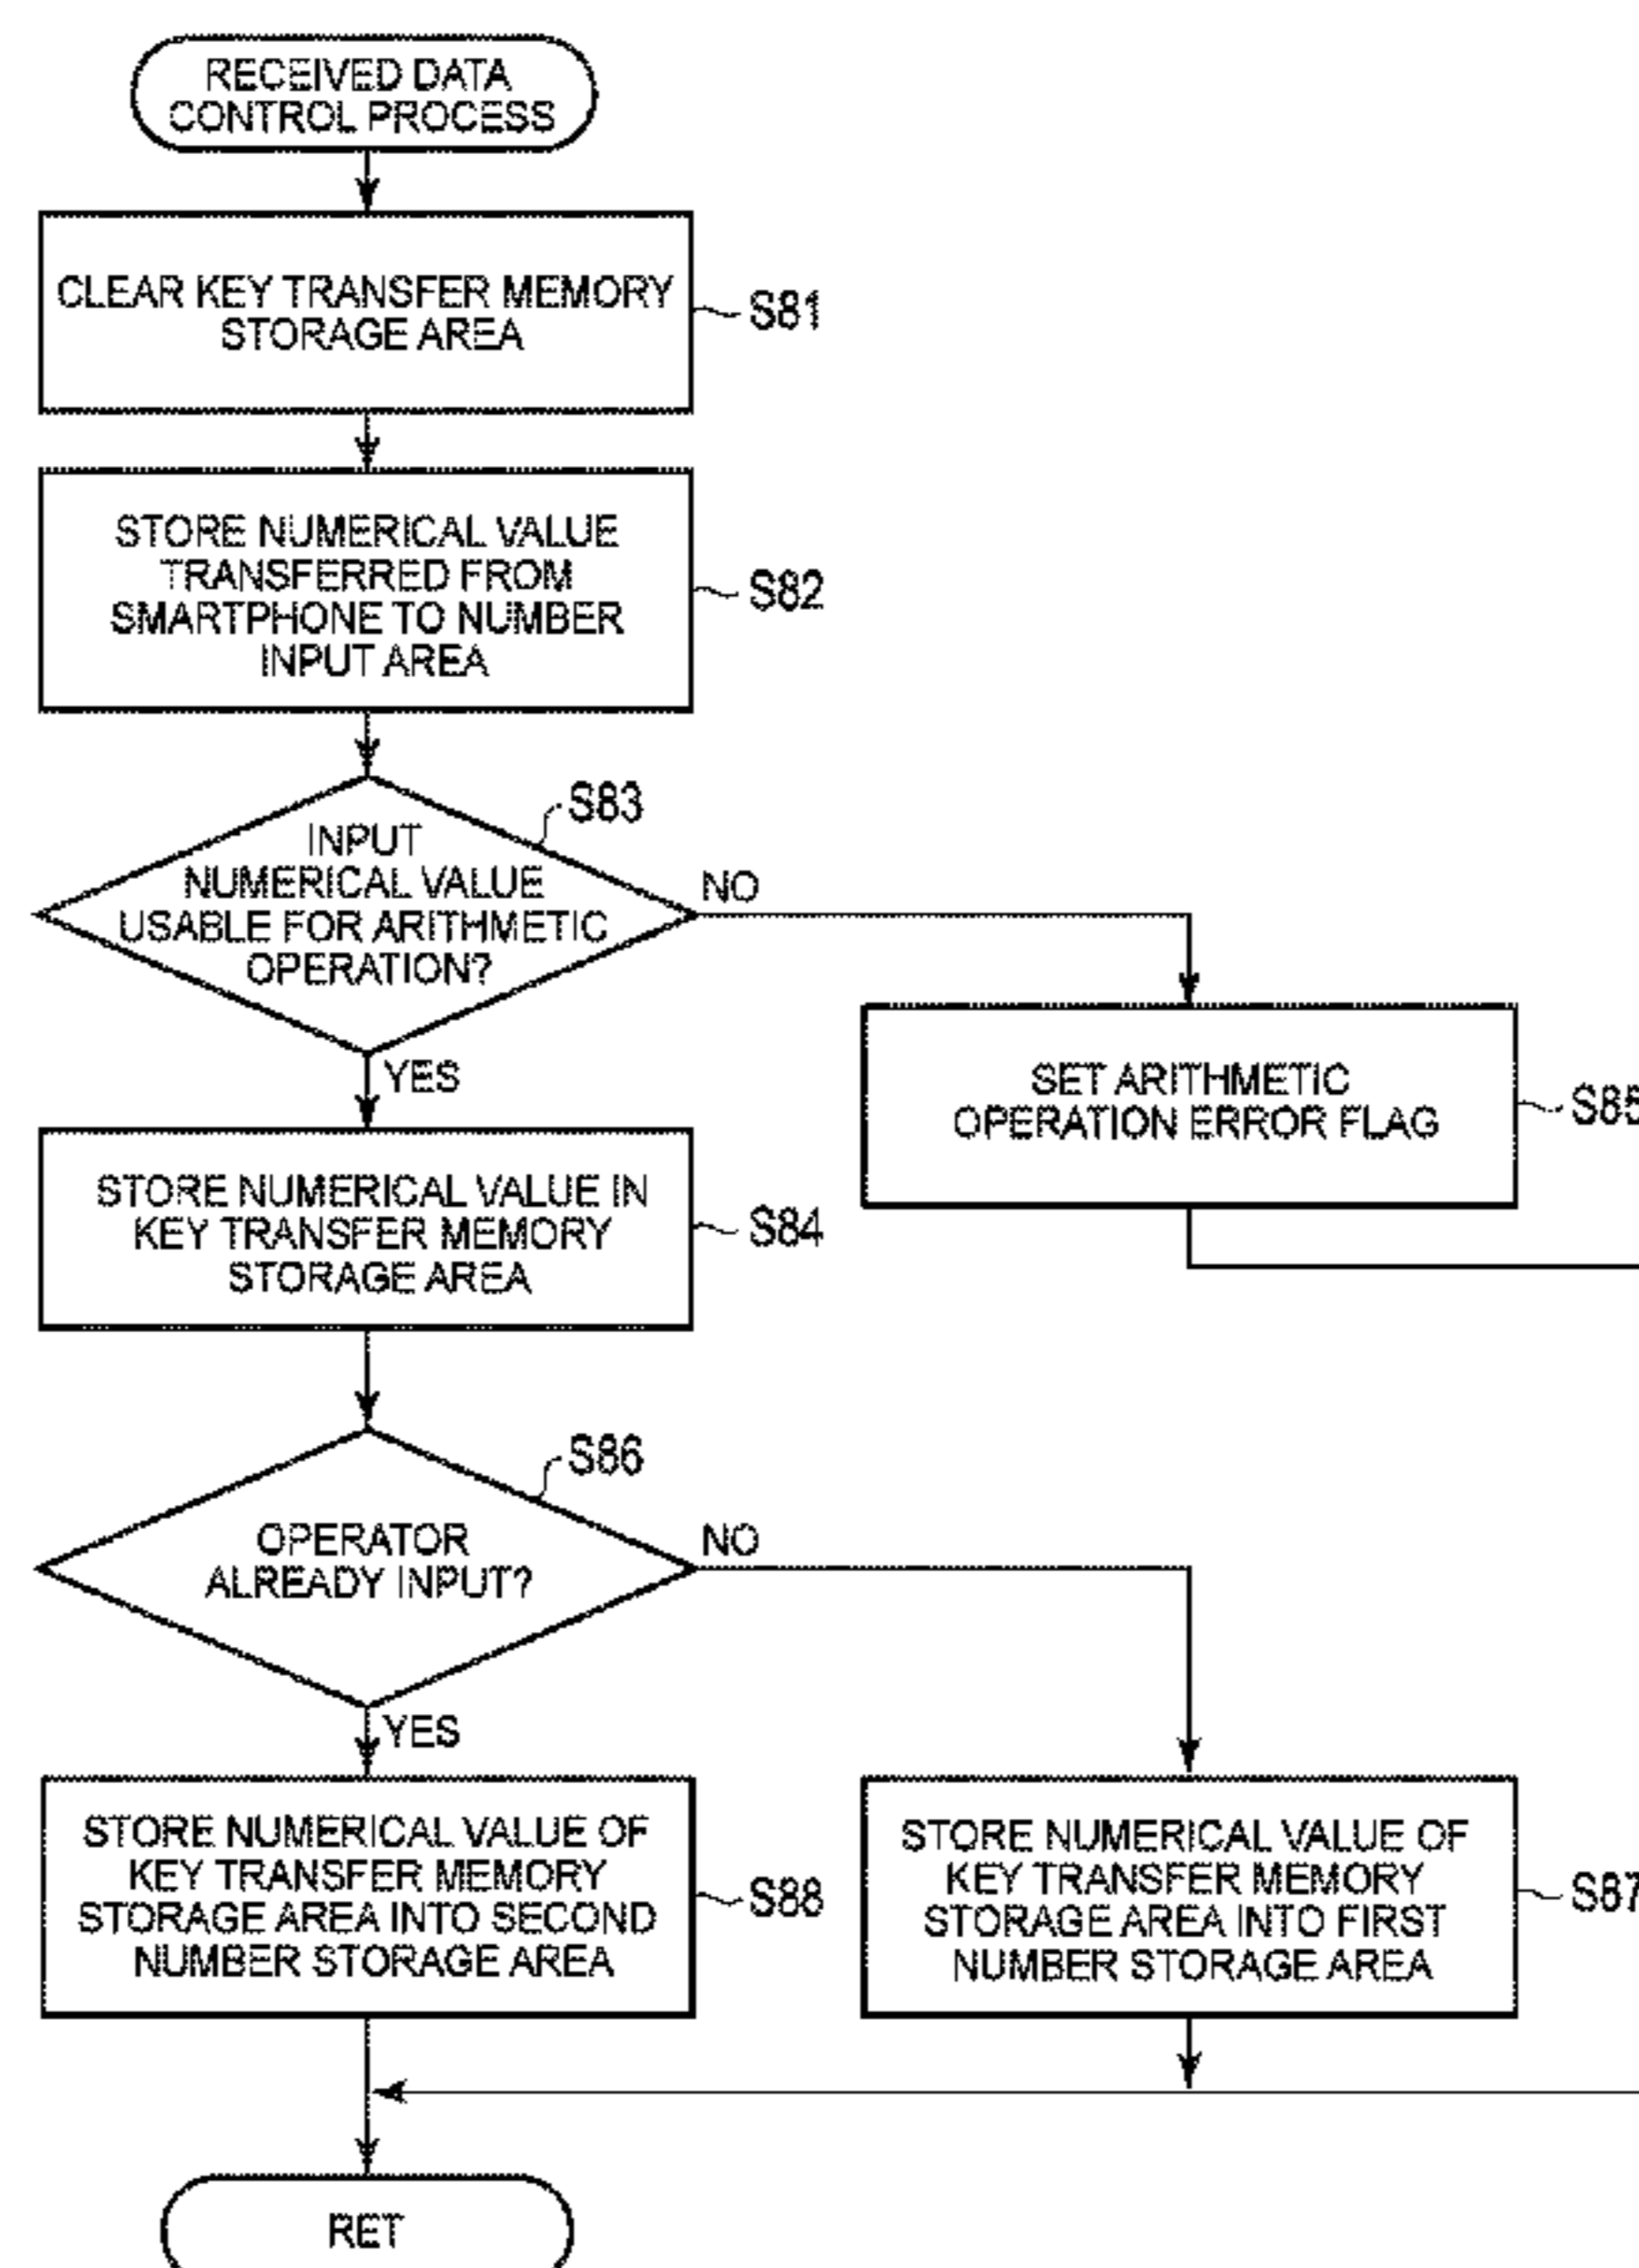 RECEIVED DATA
CONTROL PROCESS
CLEAR KEY TRANSFER MEMORY
STORAGE AREA
S81
STORE NUMERICAL VALUE
TRANSFERRED FROM
SMARTPHONE TO NUMBER
INPUT AREA
S82
S83
INPUT
NUMERICAL VALUE
USABLE FOR ARITHMETIC
OPERATION?
NO
YES
SET ARITHMETIC
OPERATION ERROR FLAG
S85
STORE NUMERICAL VALUE IN
KEY TRANSFER MEMORY
STORAGE AREA
S84
S86
OPERATOR
ALREADY INPUT?
NO
YES
STORE NUMERICAL VALUE OF
KEY TRANSFER MEMORY
STORAGE AREA INTO SECOND
NUMBER STORAGE AREA
S88
STORE NUMERICAL VALUE OF
KEY TRANSFER MEMORY
STORAGE AREA INTO FIRST
NUMBER STORAGE AREA
S87
RET